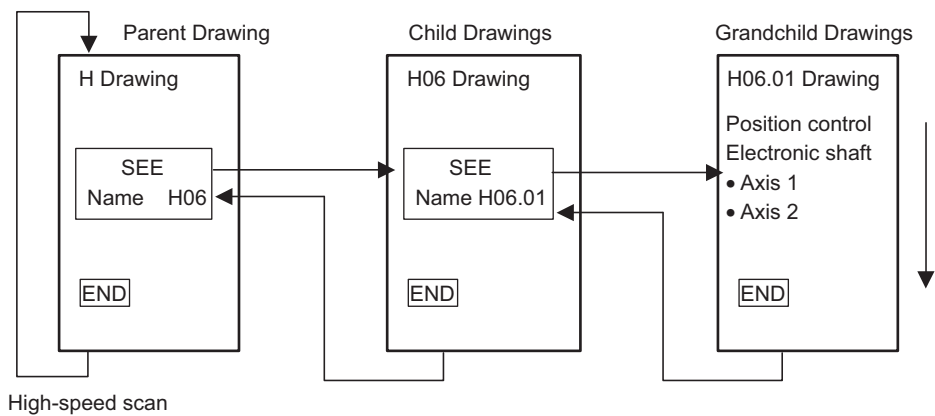 Parent Drawing
H Drawing
SEE
Name H06
END
High-speed scan
Child Drawings
H06 Drawing
SEE
Name H06.01
END
Grandchild Drawings
H06.01 Drawing
Position control
Electronic shaft
• Axis 1
• Axis 2
END